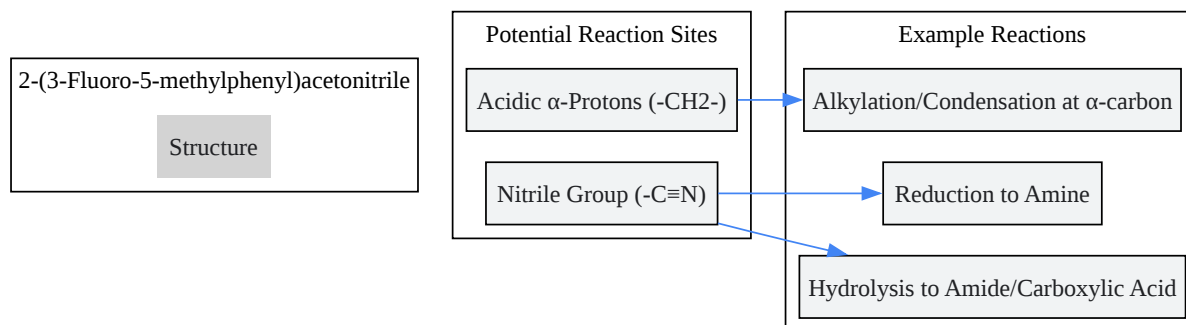 2-(3-Fluoro-5-methylphenyl)acetonitrile
Structure
Potential Reaction Sites
Acidic α-Protons (-CH2-)
Nitrile Group (-C≡N)
Example Reactions
Alkylation/Condensation at α-carbon
Reduction to Amine
Hydrolysis to Amide/Carboxylic Acid